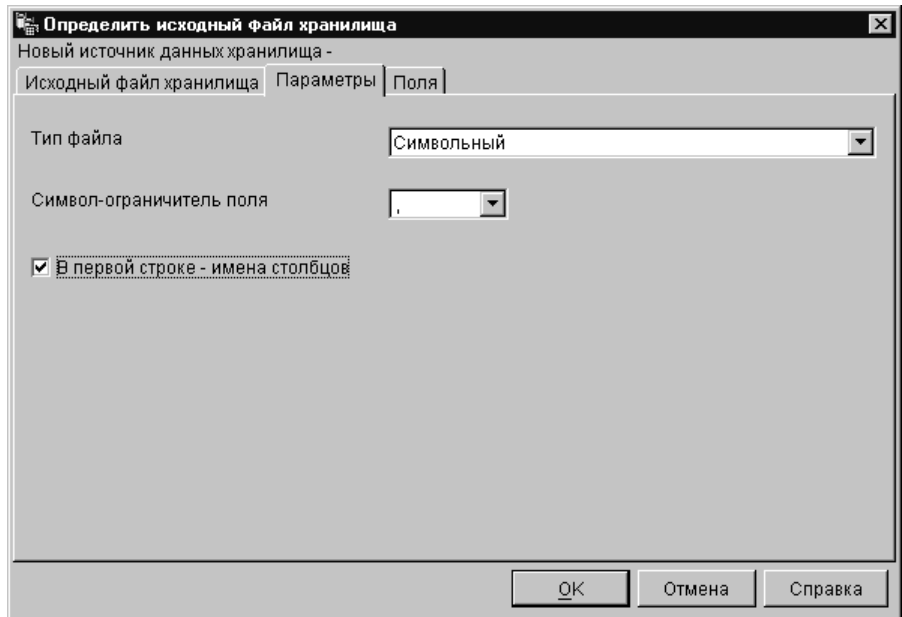 Определить исходный файл хранилища
Новый источник данных хранилища -
Исходный файл хранилища Параметры Поля
Тип файла Символьный
Символ-ограничитель поля ,
В первой строке - имена столбцов
OK Отмена Справка